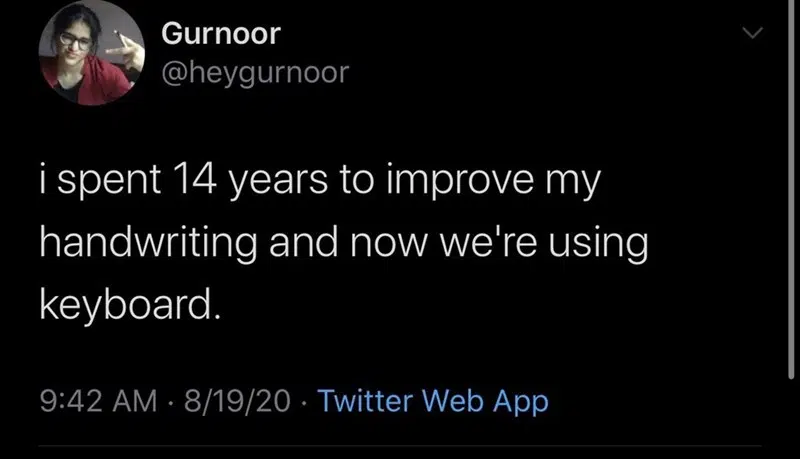 Gurnoor
@heygurnoor
i spent 14 years to improve my
handwriting and now we're using
keyboard.
9:42 AM · 8/19/20 · Twitter Web App